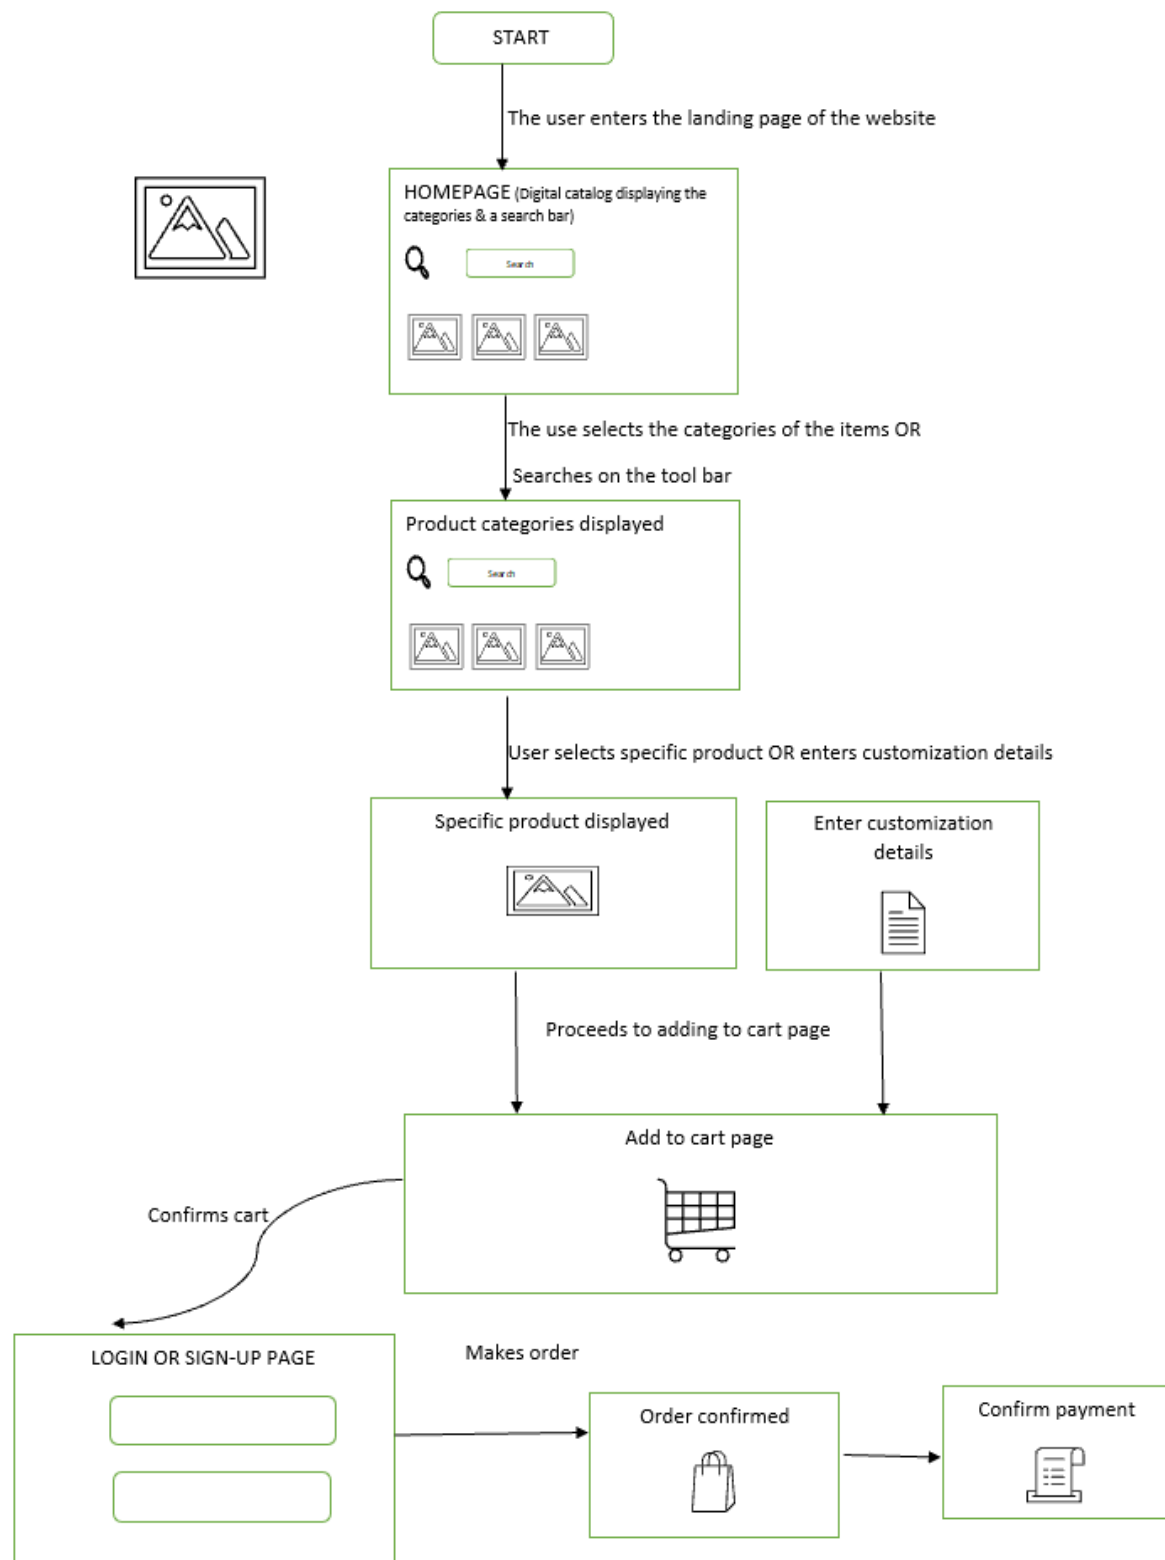 START
The user enters the landing page of the website
HOMEPAGE (Digital catalog displaying the
categories & a search bar)
Search
The use selects the categories of the items OR
Searches on the tool bar
Product categories displayed
Search
User selects specific product OR enters customization details
Specific product displayed
Enter customization
details
Proceeds to adding to cart page
Add to cart page
Confirms cart
LOGIN OR SIGN-UP PAGE
Makes order
Order confirmed
Confirm payment